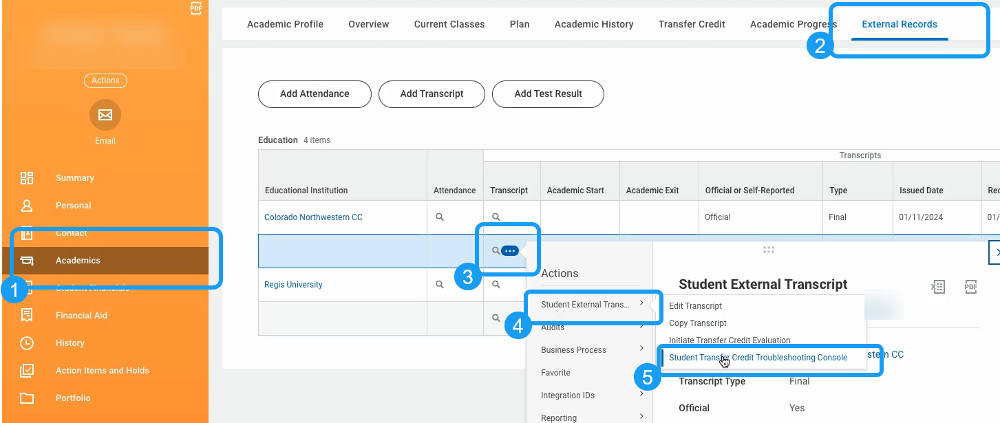 PDF
Academic Profile Overview Current Classes Plan Academic History Transfer Credit Academic Progress External Records
2
Actions
Email
Add Attendance Add Transcript Add Test Result
Education 4 items
Transcripts
Educational Institution Attendance Transcript Academic Start Academic Exit Official or Self-Reported Type Issued Date Rec
Colorado Northwestern CC Official Final 01/11/2024 01/
Regis University
3
Summary
Personal
Contact
Academics
1
Student Financials
Financial Aid
History
Action Items and Holds
Portfolio
Actions
Student External Trans...
4
Audits
Business Process
Favorite
Integration IDs
Reporting
Student External Transcript
PDF
Edit Transcript
Copy Transcript
Initiate Transfer Credit Evaluation
Student Transfer Credit Troubleshooting Console
5
stern CC
Transcript Type Final
Official Yes